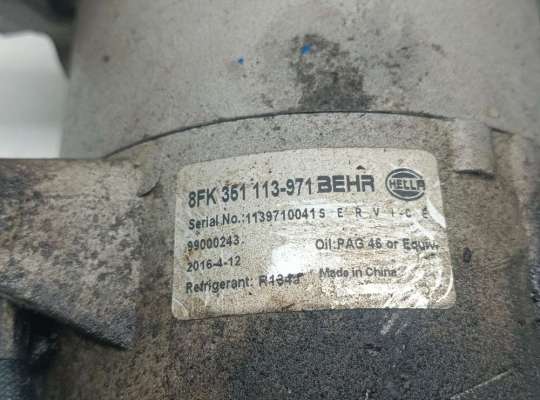 8FK 351 113-971 BEHR HELLA
Serial No.:1139710041 SERVICE
99000243. Oil:PAG 46 or Equiv.
2016-4-12
Refrigerant: R134a Made in China